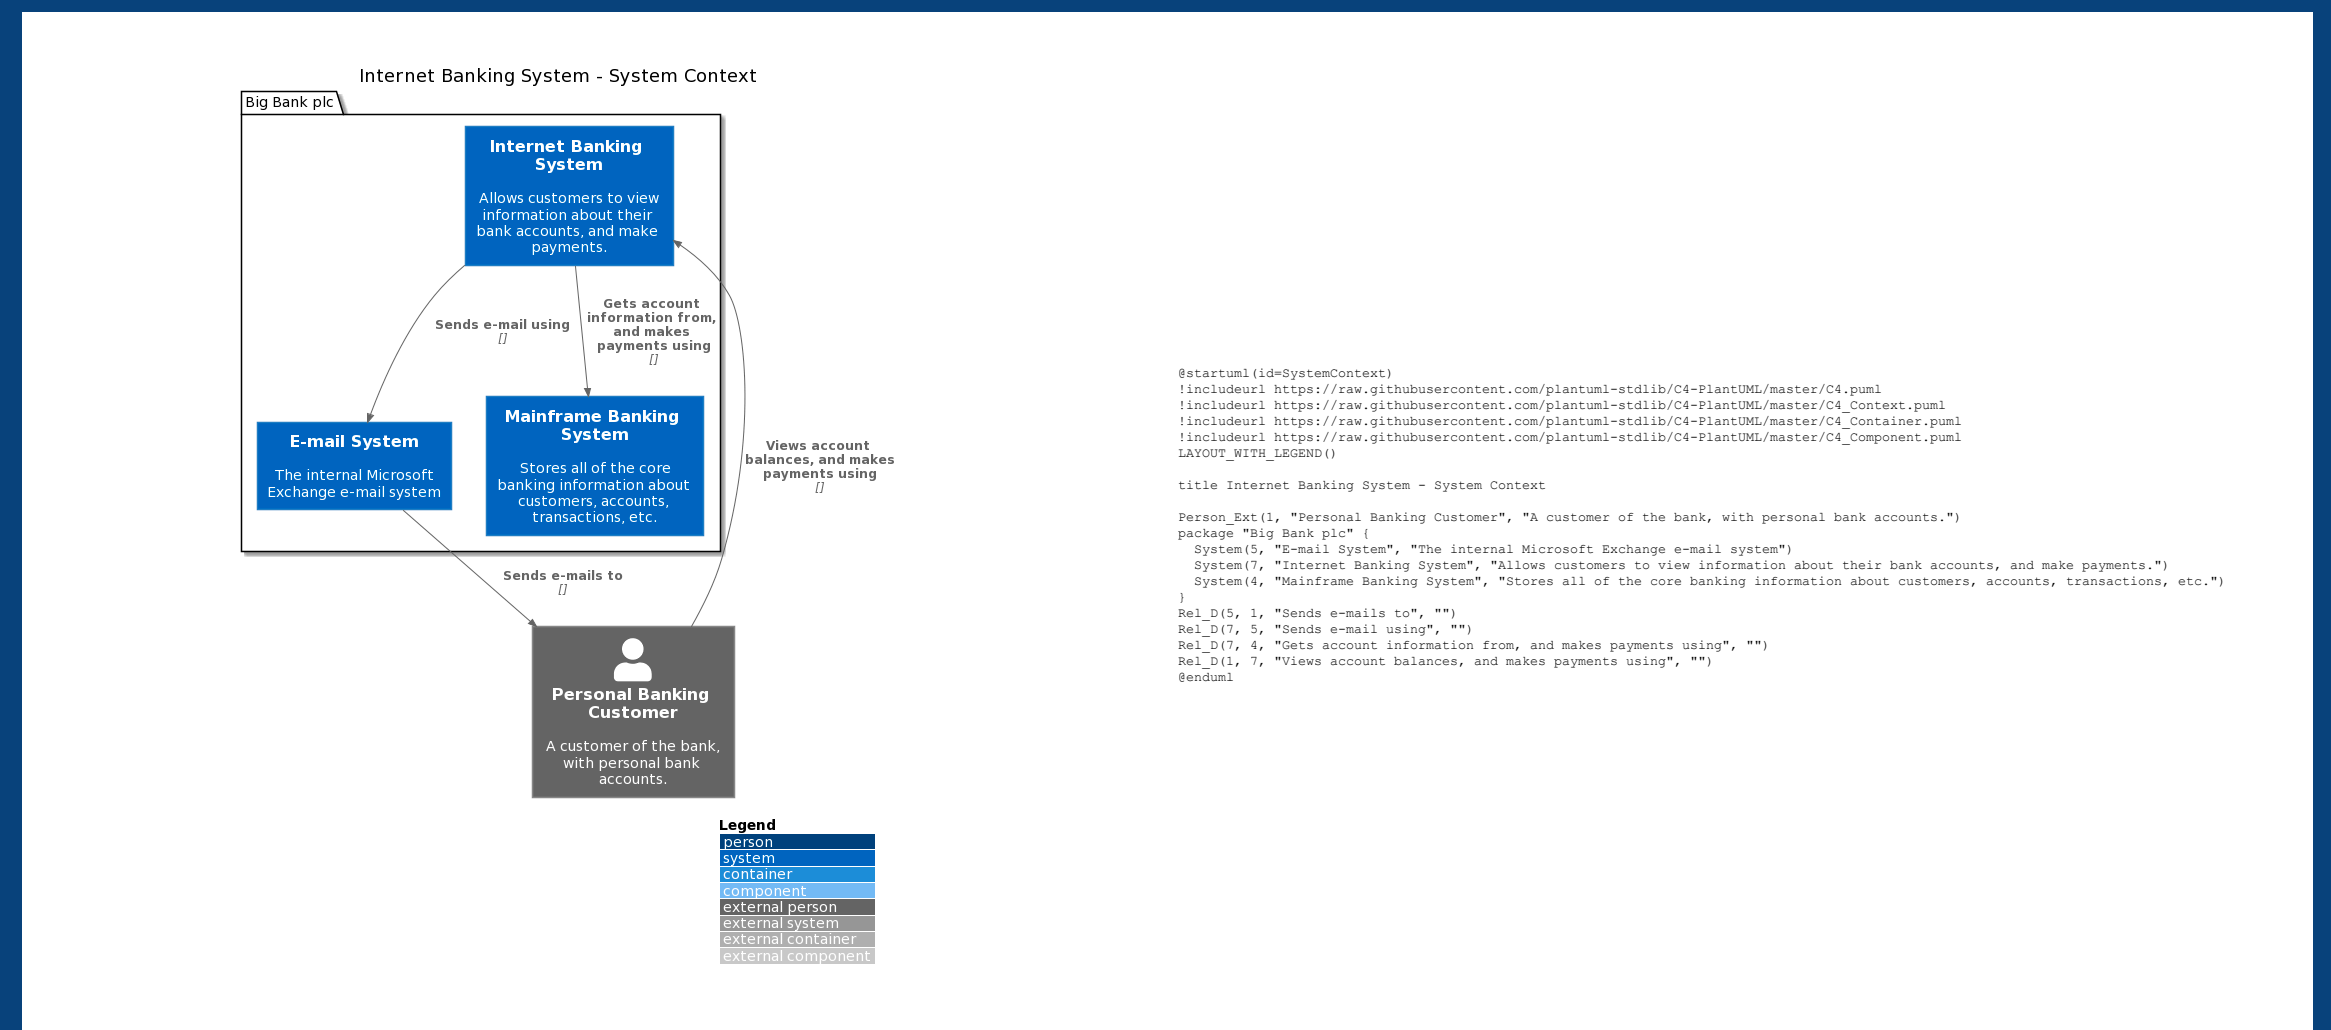 Internet Banking System - System Context
Big Bank plc
Internet Banking
System
Allows customers to view
information about their
bank accounts, and make
payments.
Sends e-mail using
[]
Gets account
information from,
and makes
payments using
[]
E-mail System
The internal Microsoft
Exchange e-mail system
Mainframe Banking
System
Stores all of the core
banking information about
customers, accounts,
transactions, etc.
Views account
balances, and makes
payments using
[]
Sends e-mails to
[]
Personal Banking
Customer
A customer of the bank,
with personal bank
accounts.
Legend
person
system
container
component
external person
external system
external container
external component
@startuml(id=SystemContext)
!includeurl https://raw.githubusercontent.com/plantuml-stdlib/C4-PlantUML/master/C4.puml
!includeurl https://raw.githubusercontent.com/plantuml-stdlib/C4-PlantUML/master/C4_Context.puml
!includeurl https://raw.githubusercontent.com/plantuml-stdlib/C4-PlantUML/master/C4_Container.puml
!includeurl https://raw.githubusercontent.com/plantuml-stdlib/C4-PlantUML/master/C4_Component.puml
LAYOUT_WITH_LEGEND()
title Internet Banking System - System Context
Person_Ext(1, "Personal Banking Customer", "A customer of the bank, with personal bank accounts.")
package "Big Bank plc" {
  System(5, "E-mail System", "The internal Microsoft Exchange e-mail system")
  System(7, "Internet Banking System", "Allows customers to view information about their bank accounts, and make payments.")
  System(4, "Mainframe Banking System", "Stores all of the core banking information about customers, accounts, transactions, etc.")
}
Rel_D(5, 1, "Sends e-mails to", "")
Rel_D(7, 5, "Sends e-mail using", "")
Rel_D(7, 4, "Gets account information from, and makes payments using", "")
Rel_D(1, 7, "Views account balances, and makes payments using", "")
@enduml